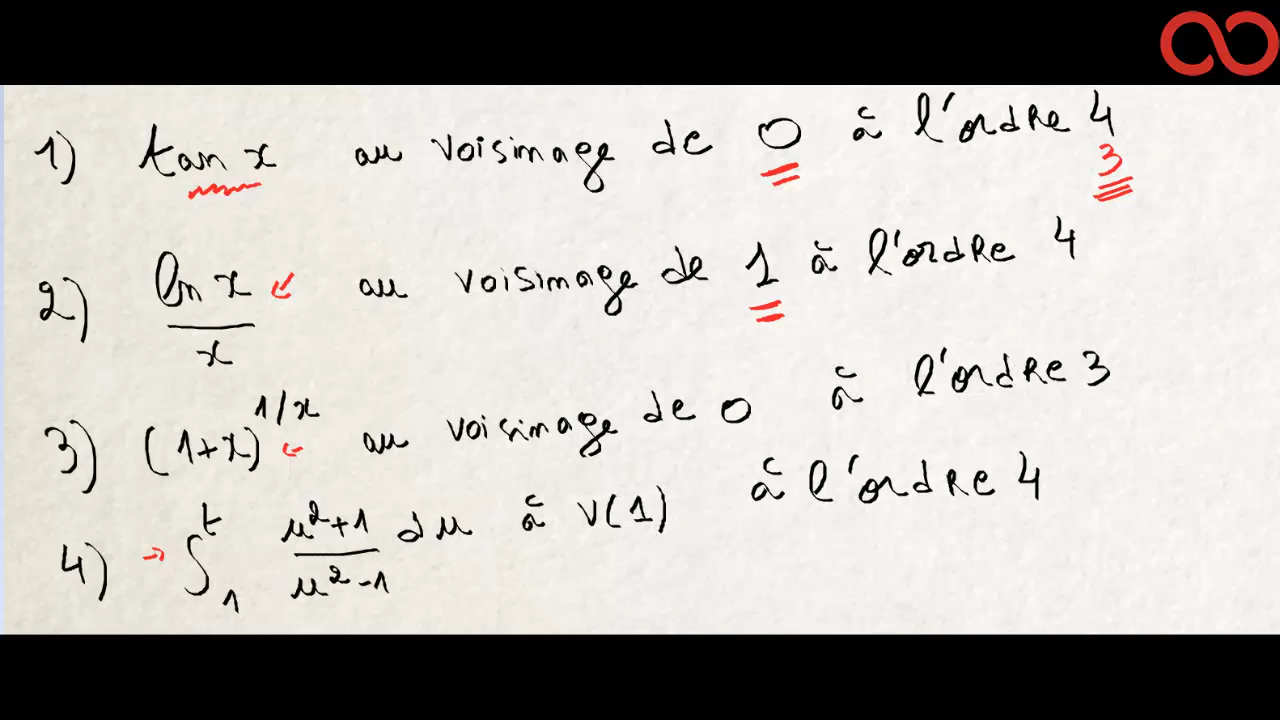 1) tan x au voisinage de 0 à l'ordre 4
3
2) ln x / x au voisinage de 1 à l'ordre 4
3) (1+x)^1/x au voisinage de 0 à l'ordre 3
4) → ∫_1^t (u²+1)/(u²-1) du à V(1) à l'ordre 4